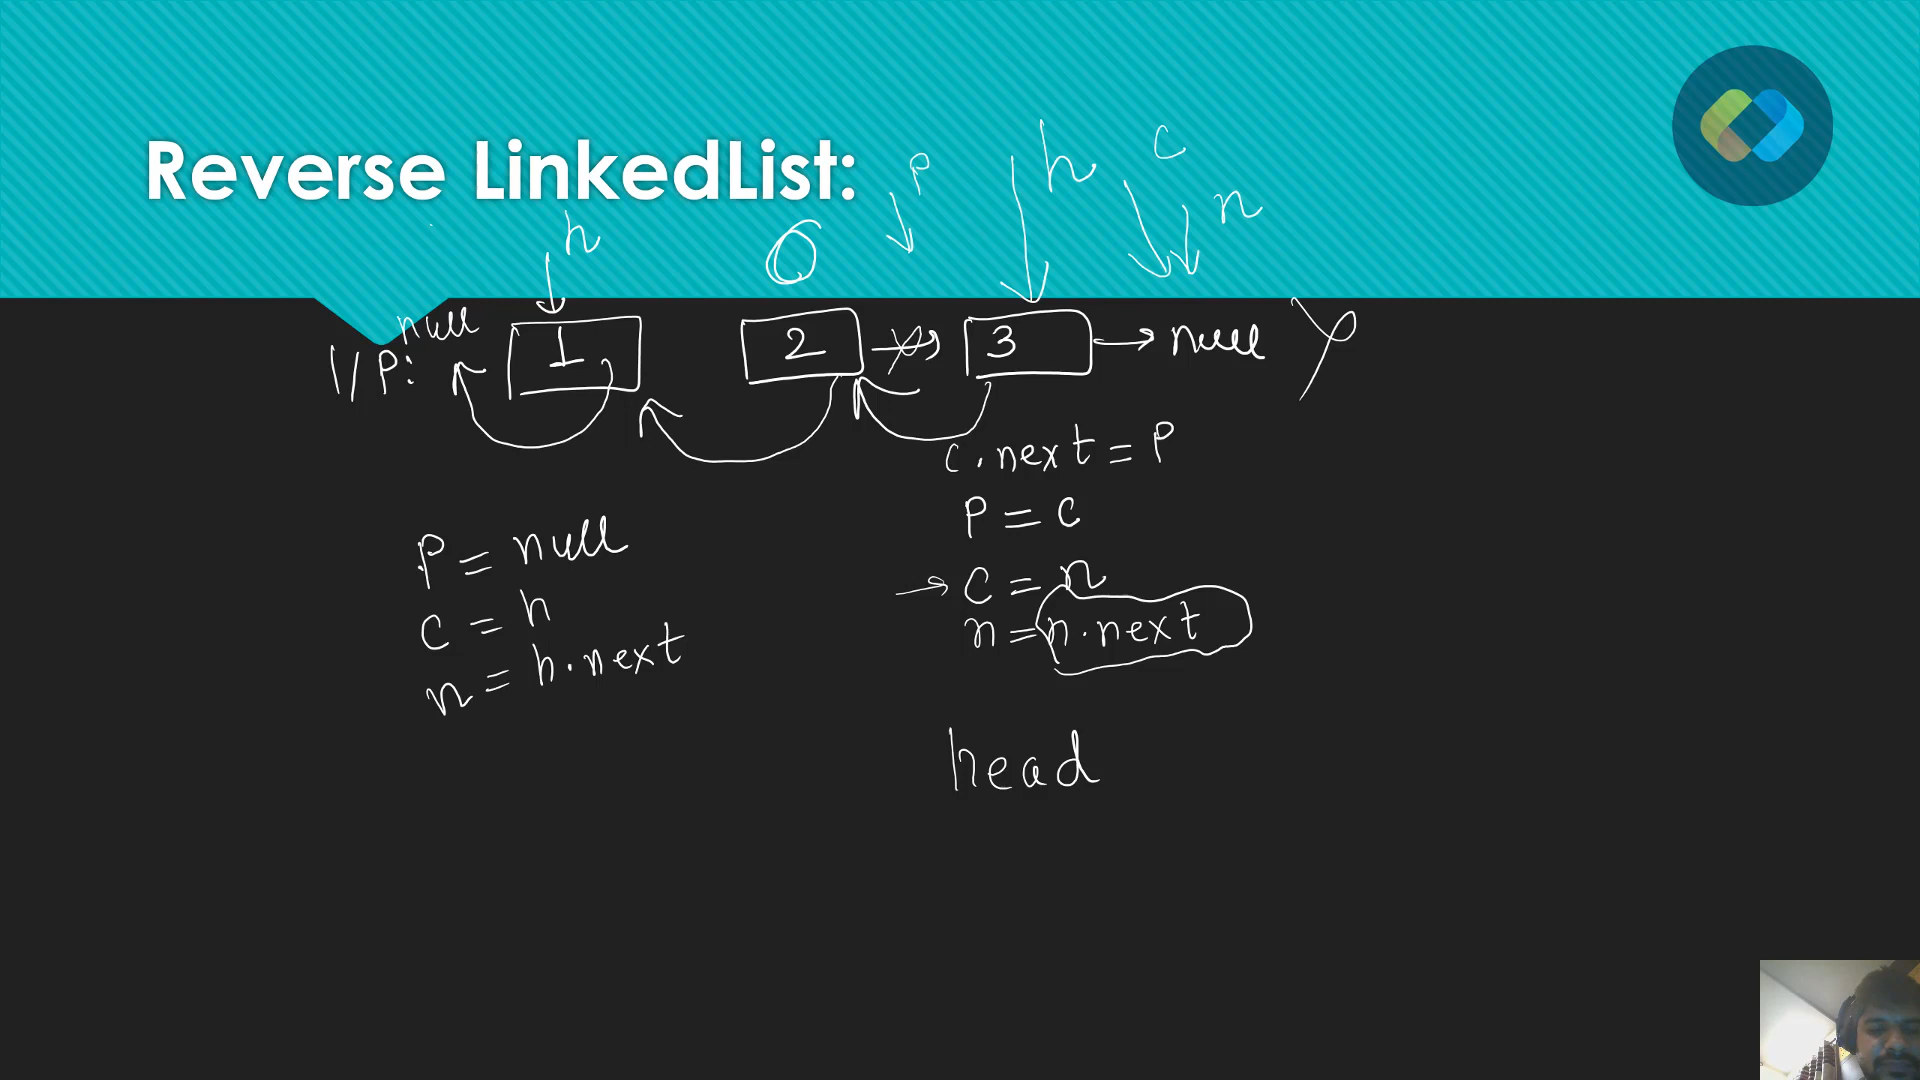 Reverse LinkedList:
h P h C n
null
I/P: 1 2 → 3 → null
c.next = P
P = c
→ C = n
n = n.next
P = null
C = h
n = h.next
head